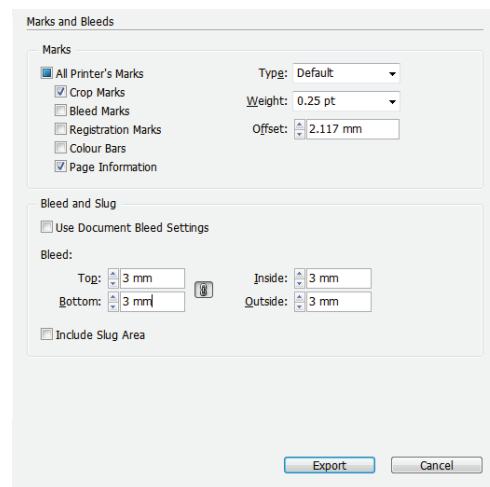 Marks and Bleeds
Marks
All Printer's Marks
Crop Marks
Bleed Marks
Registration Marks
Colour Bars
Page Information
Type: Default
Weight: 0.25 pt
Offset: 2.117 mm
Bleed and Slug
Use Document Bleed Settings
Bleed:
Top: 3 mm
Bottom: 3 mm
Inside: 3 mm
Outside: 3 mm
Include Slug Area
Export Cancel